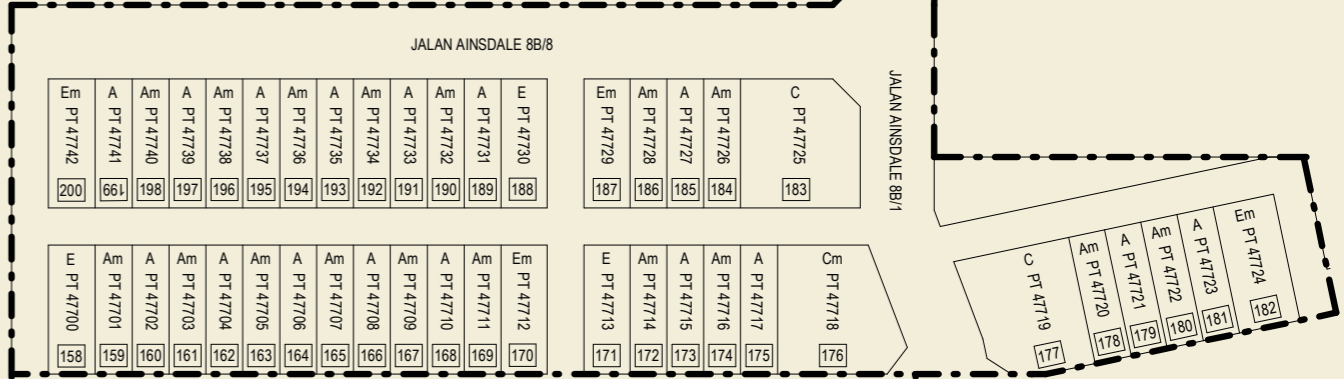 JALAN AINSDALE 8B/8
JALAN AINSDALE 8B/1
Em A Am A Am A Am A Am A Am A E
PT 47742 PT 47741 PT 47740 PT 47739 PT 47738 PT 47737 PT 47736 PT 47735 PT 47734 PT 47733 PT 47732 PT 47731 PT 47730
200 199 198 197 196 195 194 193 192 191 190 189 188
Em Am A Am C
PT 47729 PT 47728 PT 47727 PT 47726 PT 47725
187 186 185 184 183
E Am A Am A Am A Am A Am A Am Em
PT 47700 PT 47701 PT 47702 PT 47703 PT 47704 PT 47705 PT 47706 PT 47707 PT 47708 PT 47709 PT 47710 PT 47711 PT 47712
158 159 160 161 162 163 164 165 166 167 168 169 170
E Am A Am A Cm
PT 47713 PT 47714 PT 47715 PT 47716 PT 47717 PT 47718
171 172 173 174 175 176
C Am A Am A Em
PT 47719 PT 47720 PT 47721 PT 47722 PT 47723 PT 47724
177 178 179 180 181 182